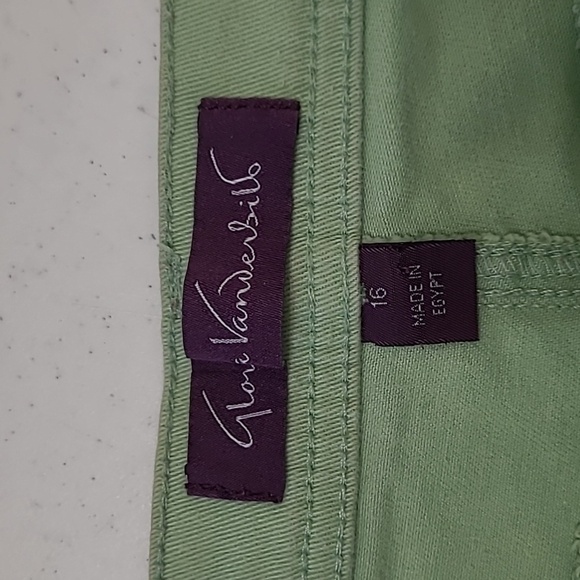 Gloria Vanderbilt
16
MADE IN
EGYPT